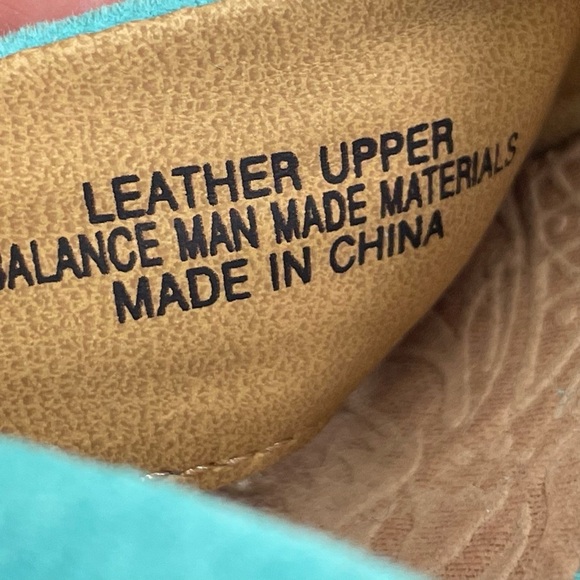 LEATHER UPPER
BALANCE MAN MADE MATERIALS
MADE IN CHINA